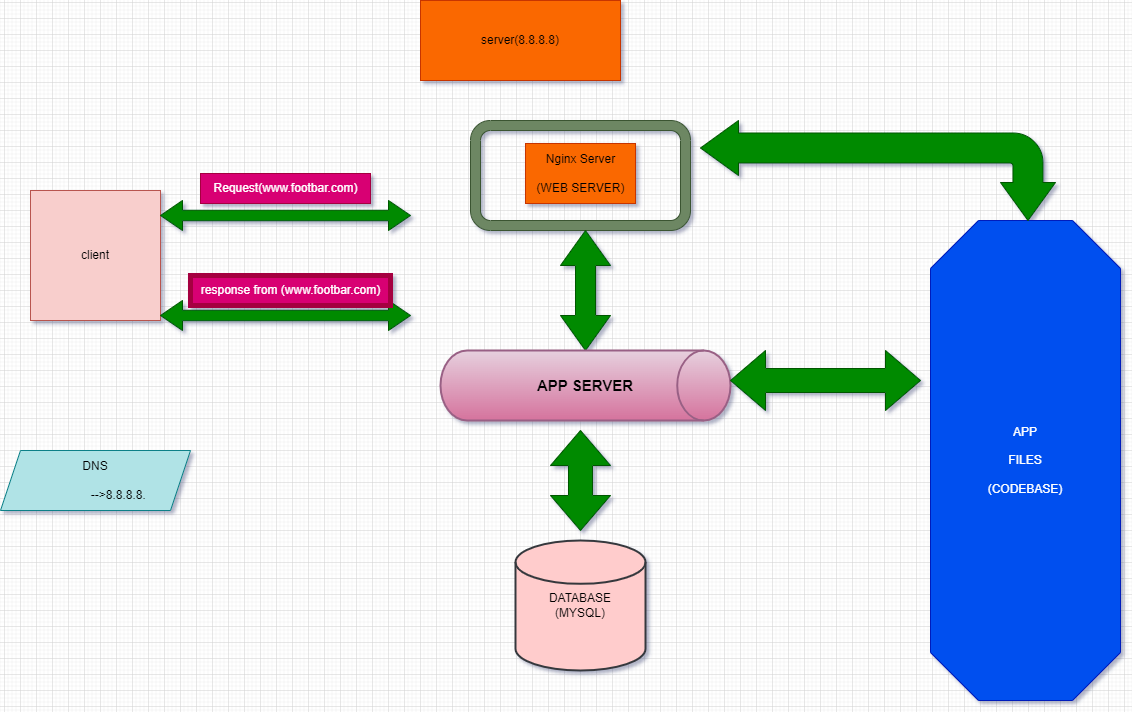 server(8.8.8.8)
Nginx Server
(WEB SERVER)
Request(www.footbar.com)
client
response from (www.footbar.com)
APP SERVER
APP
FILES
(CODEBASE)
DNS
-->8.8.8.8.
DATABASE
(MYSQL)